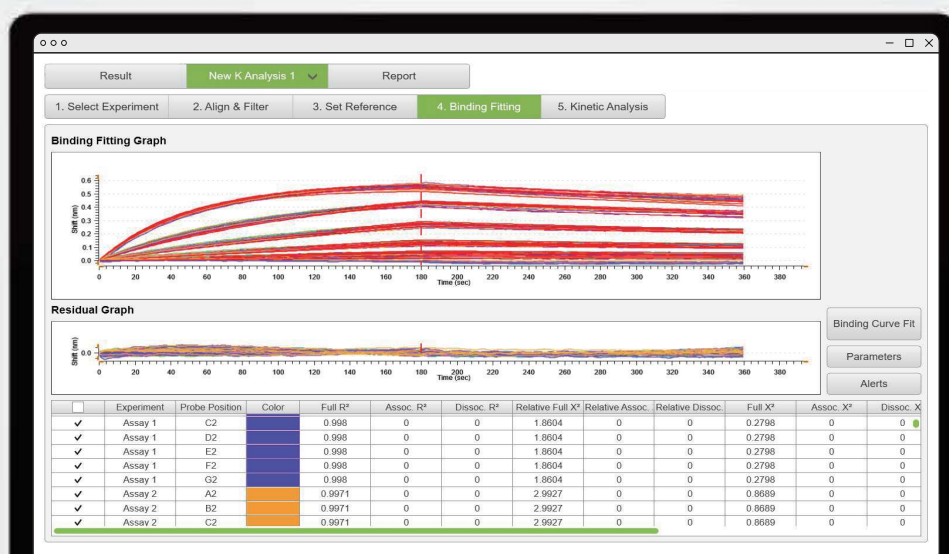 Result New K Analysis 1 Report
1. Select Experiment 2. Align & Filter 3. Set Reference 4. Binding Fitting 5. Kinetic Analysis
Binding Fitting Graph
Shift (nm)
0.6
0.5
0.4
0.3
0.2
0.1
0.0
0 20 40 60 80 100 120 140 160 180 200 220 240 260 280 300 320 340 360 380
Time (sec)
Residual Graph
Shift (nm)
0.0
0 20 40 60 80 100 120 140 160 180 200 220 240 260 280 300 320 340 360 380
Time (sec)
Binding Curve Fit
Parameters
Alerts
Experiment Probe Position Color Full R² Assoc. R² Dissoc. R² Relative Full X² Relative Assoc. Relative Dissoc. Full X² Assoc. X² Dissoc. X
Assay 1 C2 0.998 0 0 1.8604 0 0 0.2798 0 0
Assay 1 D2 0.998 0 0 1.8604 0 0 0.2798 0 0
Assay 1 E2 0.998 0 0 1.8604 0 0 0.2798 0 0
Assay 1 F2 0.998 0 0 1.8604 0 0 0.2798 0 0
Assay 1 G2 0.998 0 0 1.8604 0 0 0.2798 0 0
Assay 2 A2 0.9971 0 0 2.9927 0 0 0.8689 0 0
Assay 2 B2 0.9971 0 0 2.9927 0 0 0.8689 0 0
Assay 2 C2 0.9971 0 0 2.9927 0 0 0.8689 0 0